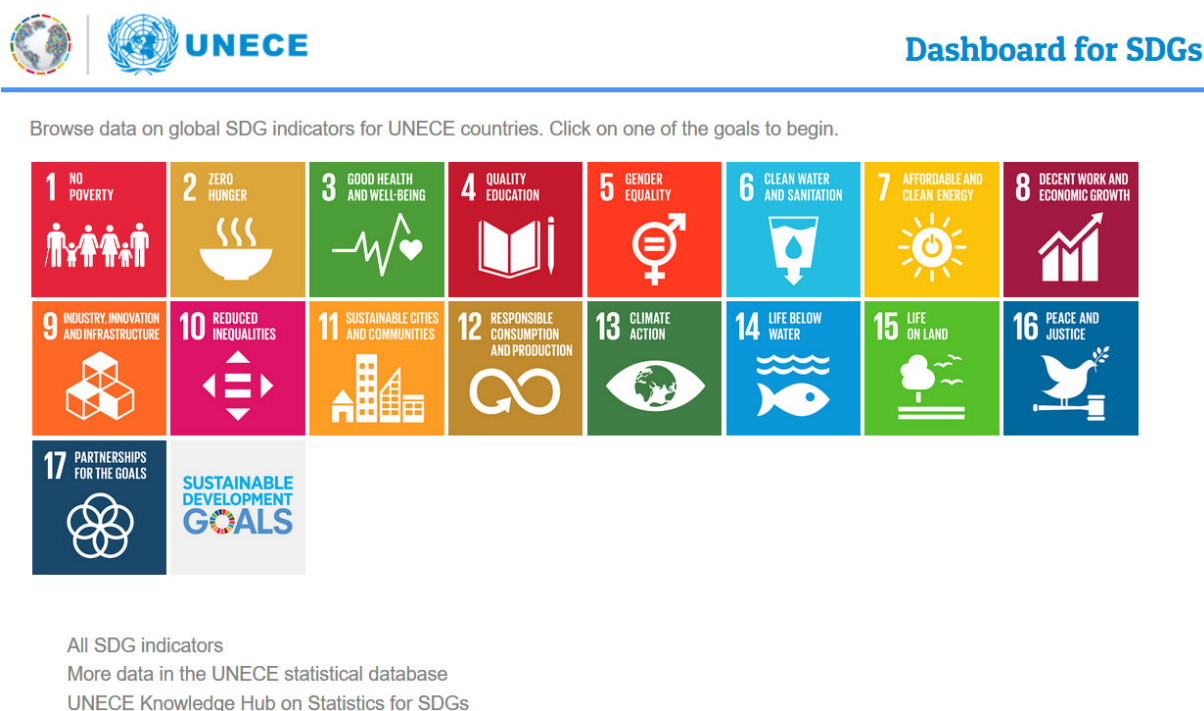 UNECE
Dashboard for SDGs
Browse data on global SDG indicators for UNECE countries. Click on one of the goals to begin.
1 NO
POVERTY
2 ZERO
HUNGER
3 GOOD HEALTH
AND WELL-BEING
4 QUALITY
EDUCATION
5 GENDER
EQUALITY
6 CLEAN WATER
AND SANITATION
7 AFFORDABLE AND
CLEAN ENERGY
8 DECENT WORK AND
ECONOMIC GROWTH
9 INDUSTRY, INNOVATION
AND INFRASTRUCTURE
10 REDUCED
INEQUALITIES
11 SUSTAINABLE CITIES
AND COMMUNITIES
12 RESPONSIBLE
CONSUMPTION
AND PRODUCTION
13 CLIMATE
ACTION
14 LIFE BELOW
WATER
15 LIFE
ON LAND
16 PEACE AND
JUSTICE
17 PARTNERSHIPS
FOR THE GOALS
SUSTAINABLE
DEVELOPMENT
GOALS
All SDG indicators
More data in the UNECE statistical database
UNECE Knowledge Hub on Statistics for SDGs